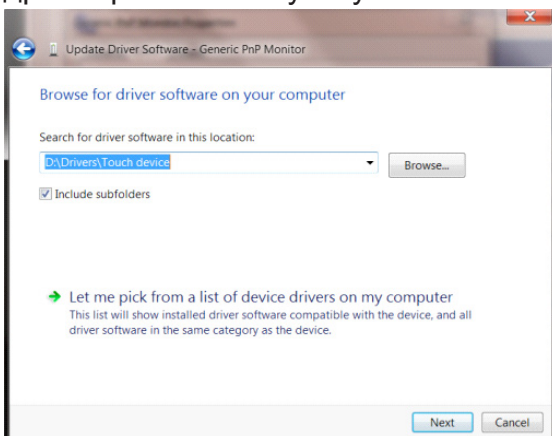 Update Driver Software - Generic PnP Monitor
Browse for driver software on your computer
Search for driver software in this location:
D:\Drivers\Touch device
Browse...
Include subfolders
Let me pick from a list of device drivers on my computer
This list will show installed driver software compatible with the device, and all
driver software in the same category as the device.
Next Cancel